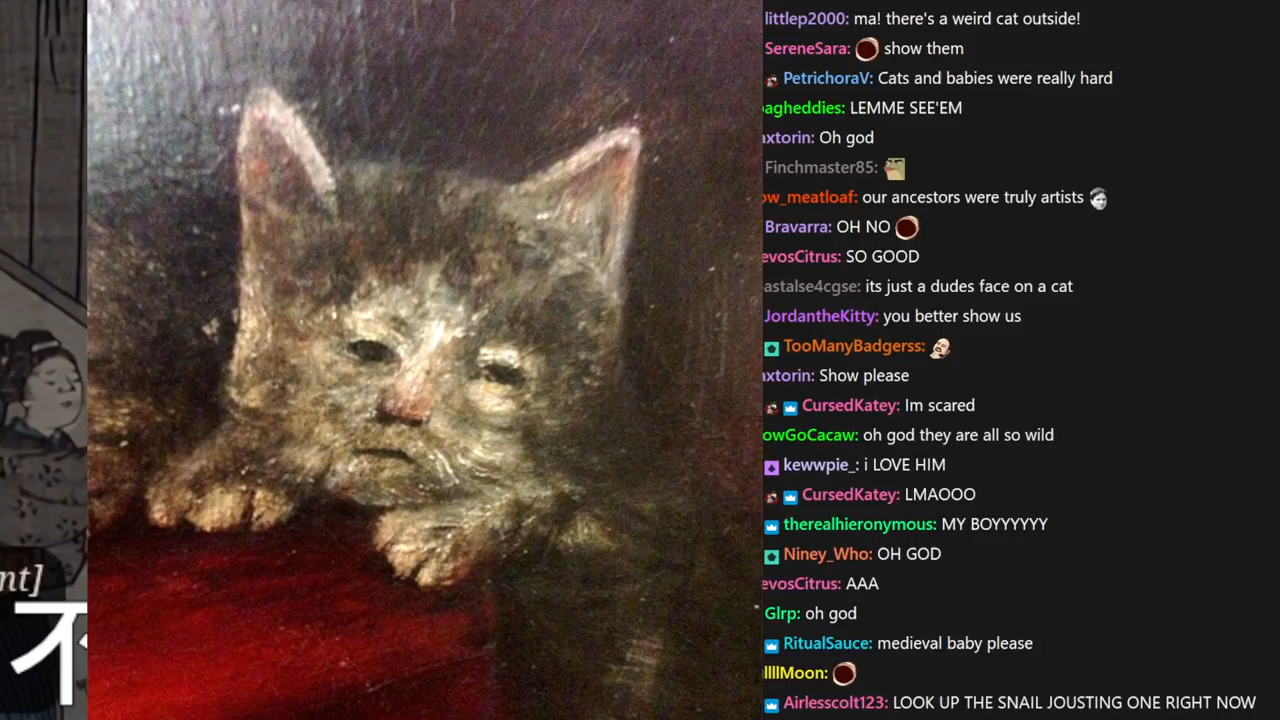 littlep2000: ma! there's a weird cat outside!
SereneSara: show them
PetrichoraV: Cats and babies were really hard
agheddies: LEMME SEE'EM
axtorin: Oh god
Finchmaster85:
ow_meatloaf: our ancestors were truly artists
Bravarra: OH NO
evosCitrus: SO GOOD
astalse4cgse: its just a dudes face on a cat
JordantheKitty: you better show us
TooManyBadgerss:
axtorin: Show please
CursedKatey: Im scared
owGoCacaw: oh god they are all so wild
kewwpie_: i LOVE HIM
CursedKatey: LMAOOO
therealhieronymous: MY BOYYYYYY
Niney_Who: OH GOD
evosCitrus: AAA
Glrp: oh god
RitualSauce: medieval baby please
llllMoon:
Airlesscolt123: LOOK UP THE SNAIL JOUSTING ONE RIGHT NOW
nt]